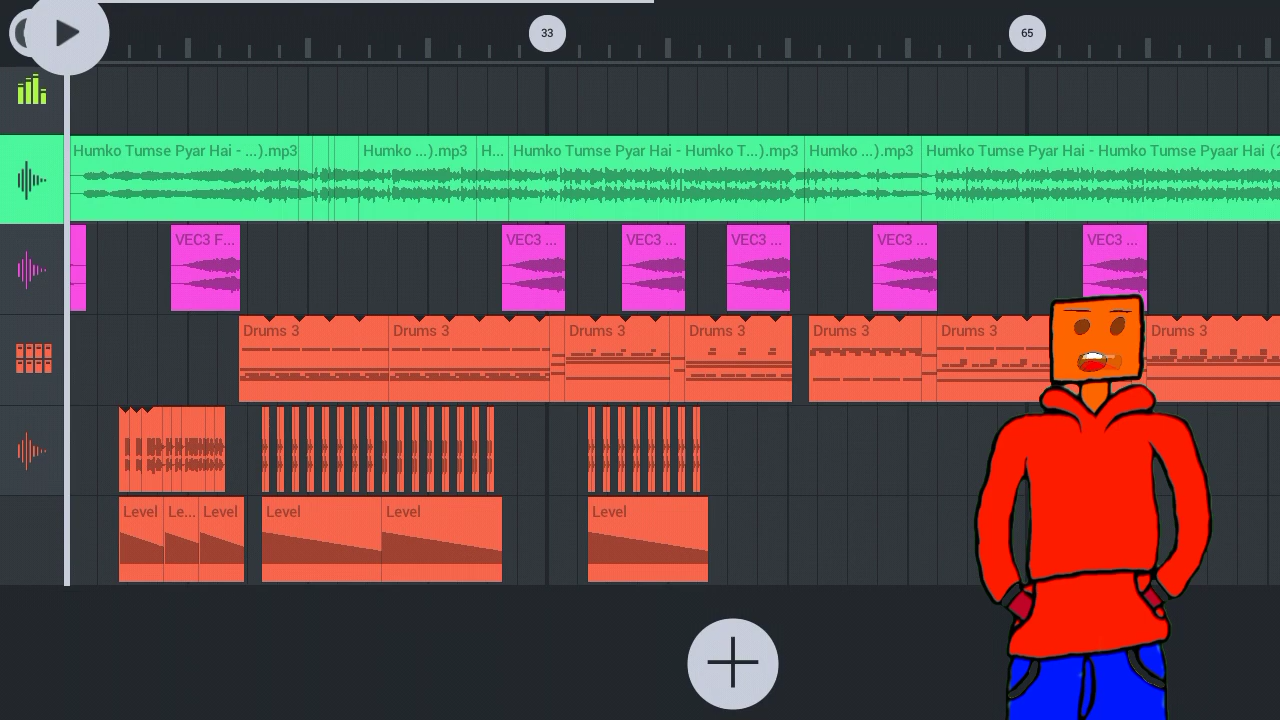 33
65
Humko Tumse Pyar Hai - ...).mp3
Humko ...).mp3
H...
Humko Tumse Pyar Hai - Humko T...).mp3
Humko ...).mp3
Humko Tumse Pyar Hai - Humko Tumse Pyaar Hai (2
VEC3 F...
VEC3 ...
VEC3 ...
VEC3 ...
VEC3 ...
VEC3 ...
Drums 3
Drums 3
Drums 3
Drums 3
Drums 3
Drums 3
Drums 3
Level
Le...
Level
Level
Level
Level